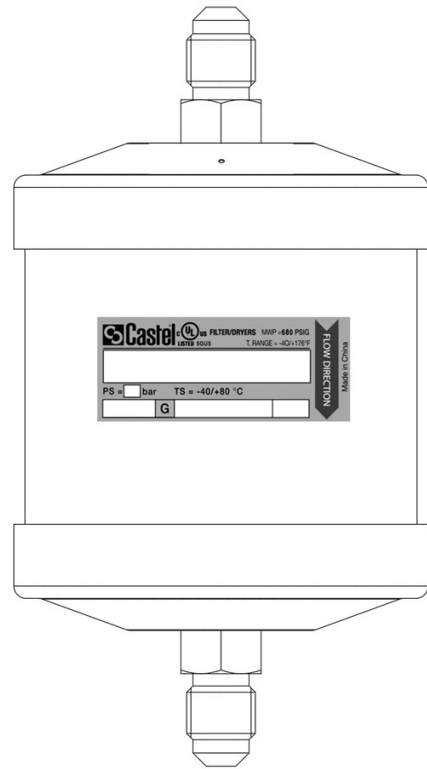 Castel c UL us FILTER/DRYERS MWP =680 PSIG
LISTED SQUS T. RANGE = -40/+176°F
PS = bar TS = -40/+80 °C
G
FLOW DIRECTION
Made in China